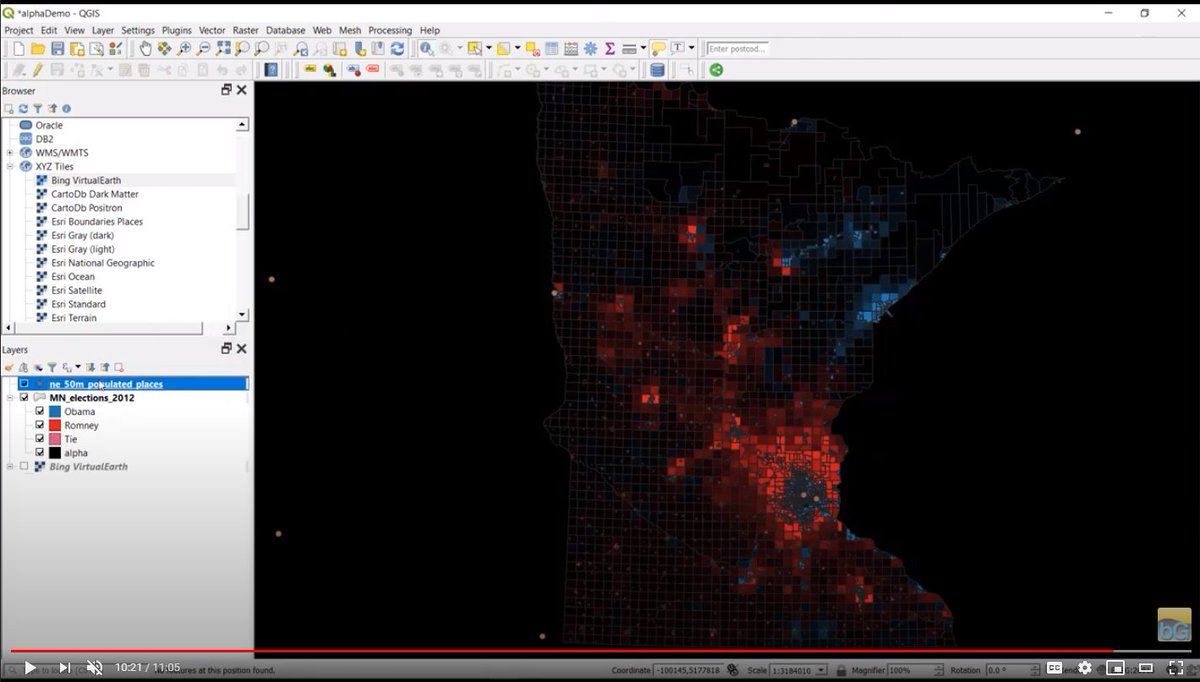 *alphaDemo - QGIS
Project Edit View Layer Settings Plugins Vector Raster Database Web Mesh Processing Help
Enter postcod...
Browser
Oracle
DB2
WMS/WMTS
XYZ Tiles
Bing VirtualEarth
CartoDb Dark Matter
CartoDb Positron
Esri Boundaries Places
Esri Gray (dark)
Esri Gray (light)
Esri National Geographic
Esri Ocean
Esri Satellite
Esri Standard
Esri Terrain
Layers
ne_50m_populated_places
MN_elections_2012
Obama
Romney
Tie
alpha
Bing VirtualEarth
bG
10:21 / 11:05
at this position found.
Coordinate -100145,5177818 Scale 1:3184010 Magnifier 100% Rotation 0.0 °
CC